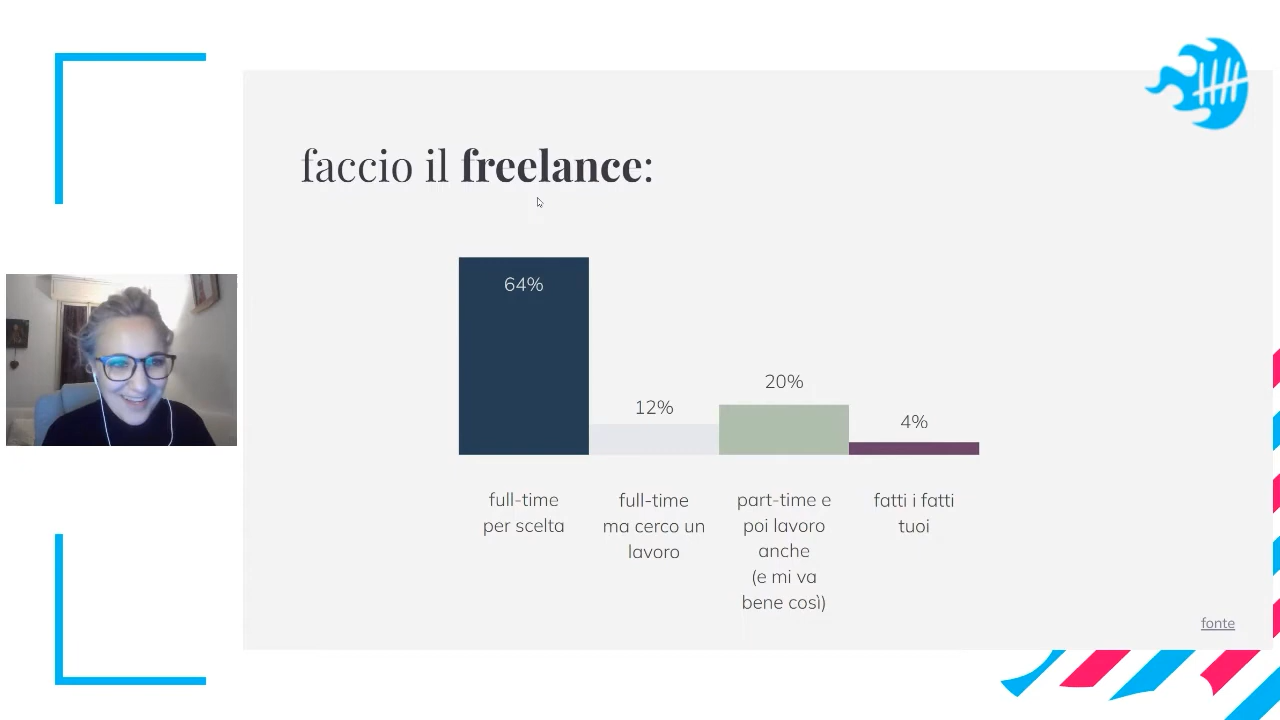 faccio il freelance:
64%
12%
20%
4%
full-time
per scelta
full-time
ma cerco un
lavoro
part-time e
poi lavoro
anche
(e mi va
bene così)
fatti i fatti
tuoi
fonte